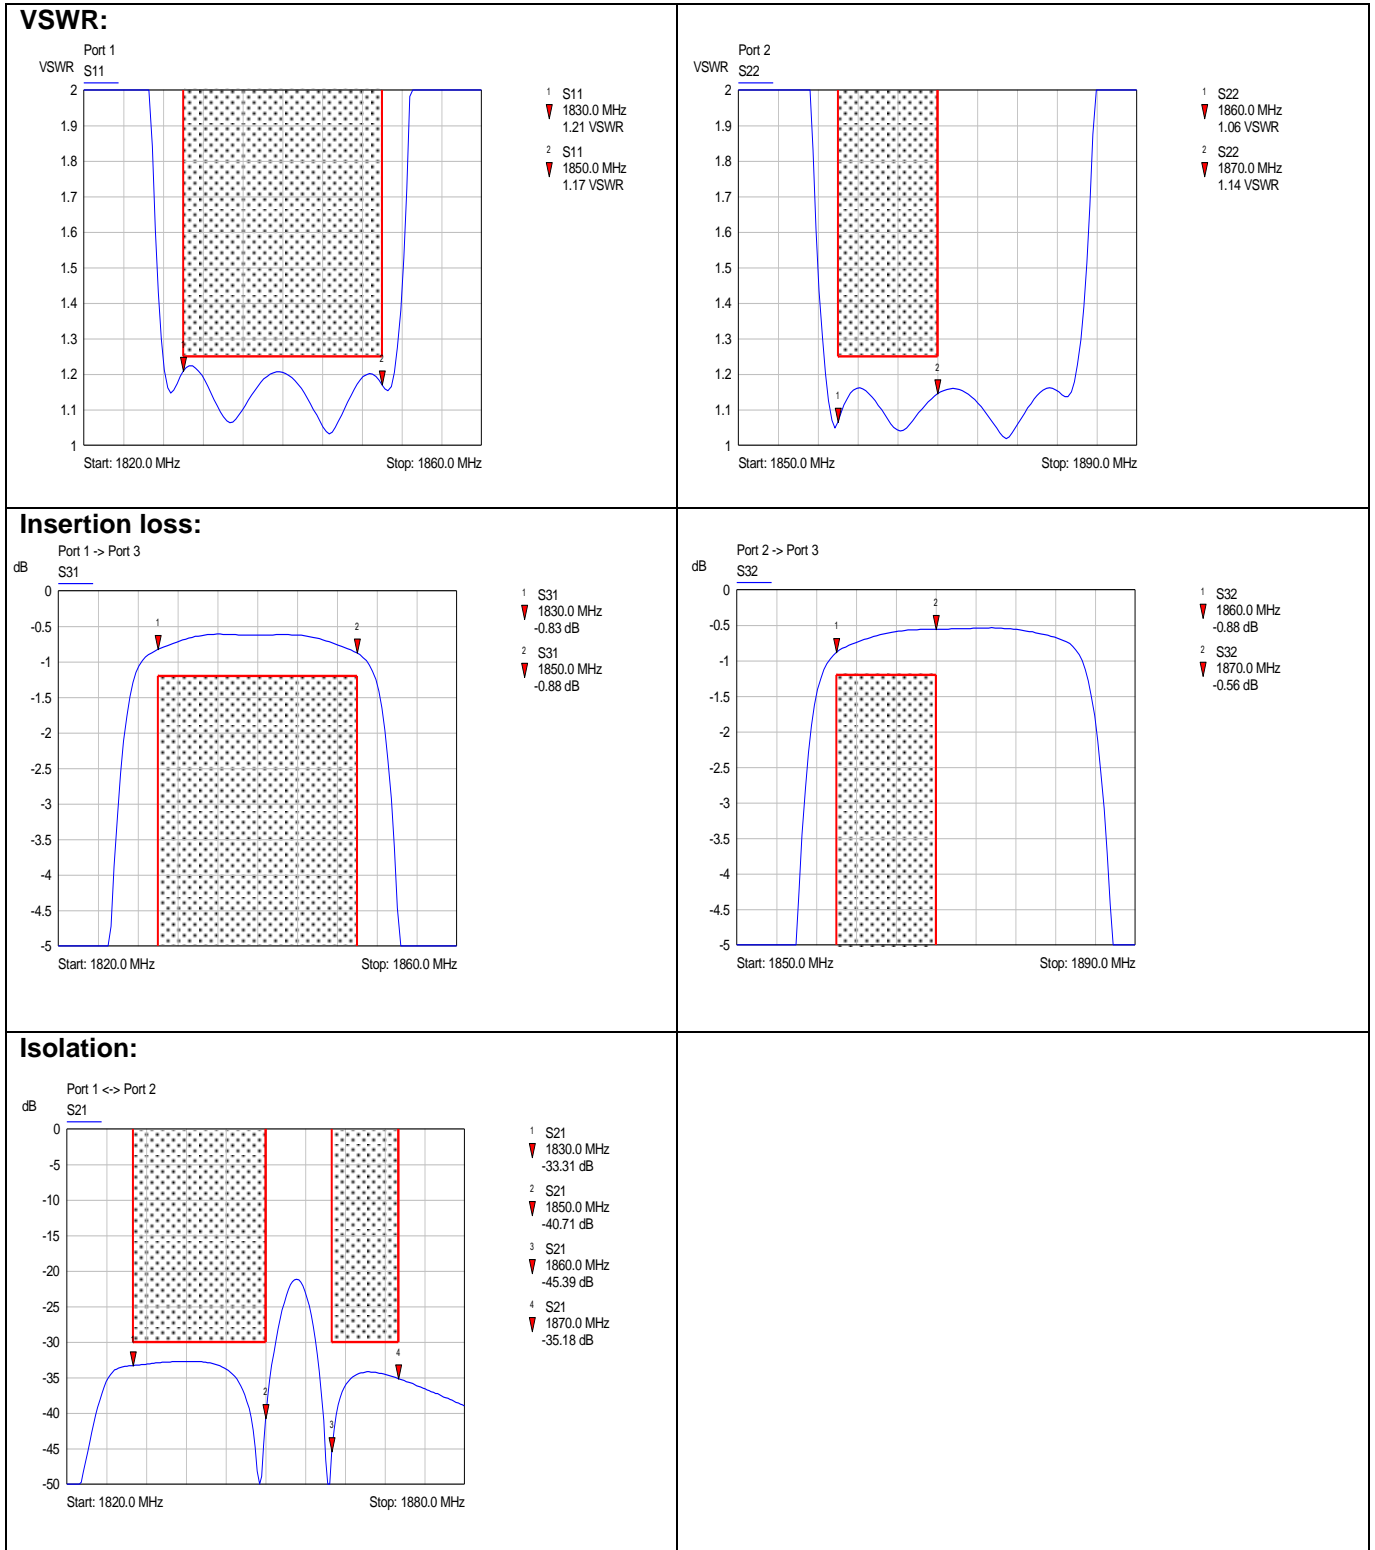 VSWR:
Port 1
VSWR
S11
2
1.9
1.8
1.7
1.6
1.5
1.4
1.3
1.2
1.1
1
2
Start: 1820.0 MHz
Stop: 1860.0 MHz
1 S11
1830.0 MHz
1.21 VSWR
2 S11
1850.0 MHz
1.17 VSWR
Port 2
VSWR
S22
2
1.9
1.8
1.7
1.6
1.5
1.4
1.3
1.2
1.1
1
1
2
Start: 1850.0 MHz
Stop: 1890.0 MHz
1 S22
1860.0 MHz
1.06 VSWR
2 S22
1870.0 MHz
1.14 VSWR
Insertion loss:
Port 1 -> Port 3
dB
S31
0
-0.5
-1
-1.5
-2
-2.5
-3
-3.5
-4
-4.5
-5
1
2
Start: 1820.0 MHz
Stop: 1860.0 MHz
1 S31
1830.0 MHz
-0.83 dB
2 S31
1850.0 MHz
-0.88 dB
Port 2 -> Port 3
dB
S32
0
-0.5
-1
-1.5
-2
-2.5
-3
-3.5
-4
-4.5
-5
1
2
Start: 1850.0 MHz
Stop: 1890.0 MHz
1 S32
1860.0 MHz
-0.88 dB
2 S32
1870.0 MHz
-0.56 dB
Isolation:
Port 1 <-> Port 2
dB
S21
0
-5
-10
-15
-20
-25
-30
-35
-40
-45
-50
1
2
3
4
Start: 1820.0 MHz
Stop: 1880.0 MHz
1 S21
1830.0 MHz
-33.31 dB
2 S21
1850.0 MHz
-40.71 dB
3 S21
1860.0 MHz
-45.39 dB
4 S21
1870.0 MHz
-35.18 dB